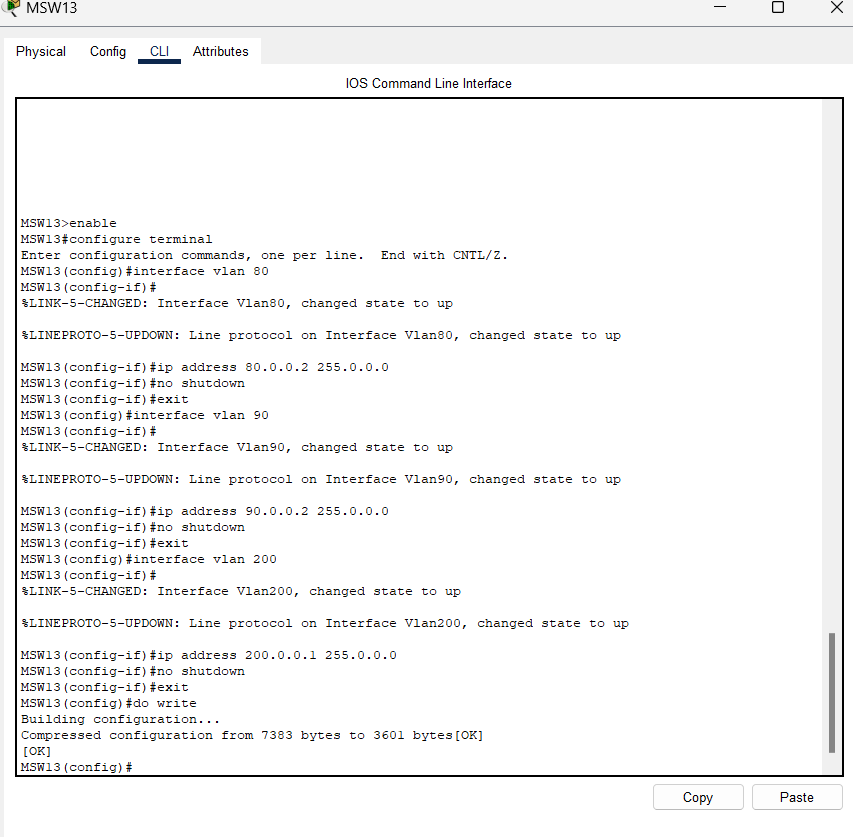 MSW13
Physical Config CLI Attributes
IOS Command Line Interface
MSW13>enable
MSW13#configure terminal
Enter configuration commands, one per line.  End with CNTL/Z.
MSW13(config)#interface vlan 80
MSW13(config-if)#
%LINK-5-CHANGED: Interface Vlan80, changed state to up
%LINEPROTO-5-UPDOWN: Line protocol on Interface Vlan80, changed state to up
MSW13(config-if)#ip address 80.0.0.2 255.0.0.0
MSW13(config-if)#no shutdown
MSW13(config-if)#exit
MSW13(config)#interface vlan 90
MSW13(config-if)#
%LINK-5-CHANGED: Interface Vlan90, changed state to up
%LINEPROTO-5-UPDOWN: Line protocol on Interface Vlan90, changed state to up
MSW13(config-if)#ip address 90.0.0.2 255.0.0.0
MSW13(config-if)#no shutdown
MSW13(config-if)#exit
MSW13(config)#interface vlan 200
MSW13(config-if)#
%LINK-5-CHANGED: Interface Vlan200, changed state to up
%LINEPROTO-5-UPDOWN: Line protocol on Interface Vlan200, changed state to up
MSW13(config-if)#ip address 200.0.0.1 255.0.0.0
MSW13(config-if)#no shutdown
MSW13(config-if)#exit
MSW13(config)#do write
Building configuration...
Compressed configuration from 7383 bytes to 3601 bytes[OK]
[OK]
MSW13(config)#
Copy Paste